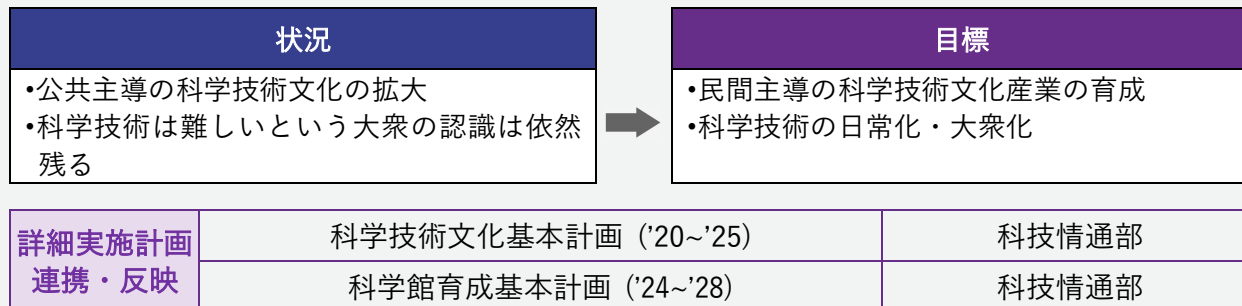 状況
•公共主導の科学技術文化の拡大
•科学技術は難しいという大衆の認識は依然
残る
目標
•民間主導の科学技術文化産業の育成
•科学技術の日常化・大衆化
詳細実施計画
連携・反映
科学技術文化基本計画（’20~’25）
科技情通部
科学館育成基本計画（’24~’28）
科技情通部